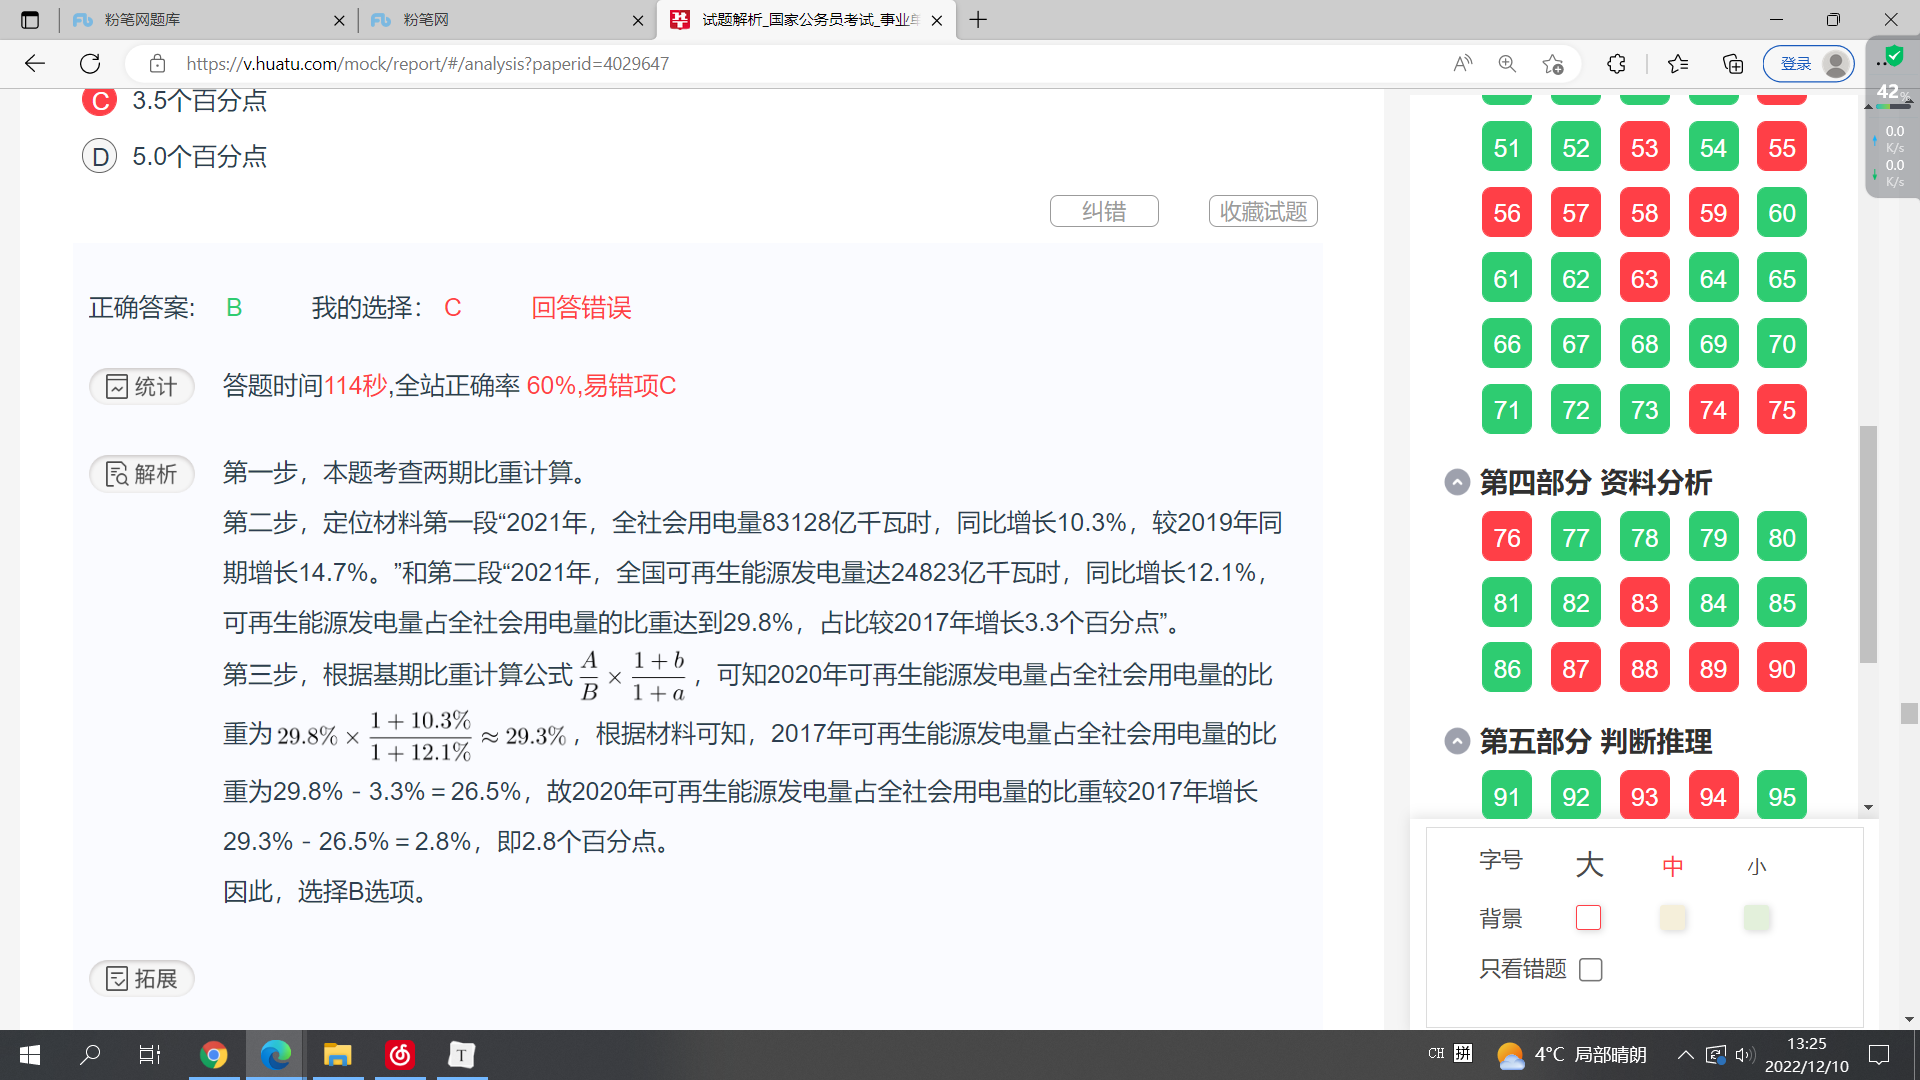 粉笔网题库
粉笔网
试题解析_国家公务员考试_事业单
https://v.huatu.com/mock/report/#/analysis?paperid=4029647
登录
42%
0.0
K/s
0.0
K/s
C 3.5个百分点
D 5.0个百分点
纠错 收藏试题
正确答案: B 我的选择： C 回答错误
统计 答题时间114秒,全站正确率 60%,易错项C
解析 第一步，本题考查两期比重计算。
第二步，定位材料第一段“2021年，全社会用电量83128亿千瓦时，同比增长10.3%，较2019年同
期增长14.7%。”和第二段“2021年，全国可再生能源发电量达24823亿千瓦时，同比增长12.1%，
可再生能源发电量占全社会用电量的比重达到29.8%，占比较2017年增长3.3个百分点”。
第三步，根据基期比重计算公式 A/B × (1+b)/(1+a) ，可知2020年可再生能源发电量占全社会用电量的比
重为 29.8% × (1+10.3%)/(1+12.1%) ≈ 29.3%，根据材料可知，2017年可再生能源发电量占全社会用电量的比
重为29.8%－3.3%＝26.5%，故2020年可再生能源发电量占全社会用电量的比重较2017年增长
29.3%－26.5%＝2.8%，即2.8个百分点。
因此，选择B选项。
拓展
51 52 53 54 55
56 57 58 59 60
61 62 63 64 65
66 67 68 69 70
71 72 73 74 75
第四部分 资料分析
76 77 78 79 80
81 82 83 84 85
86 87 88 89 90
第五部分 判断推理
91 92 93 94 95
字号 大 中 小
背景
只看错题
CH 拼
4°C 局部晴朗
13:25
2022/12/10